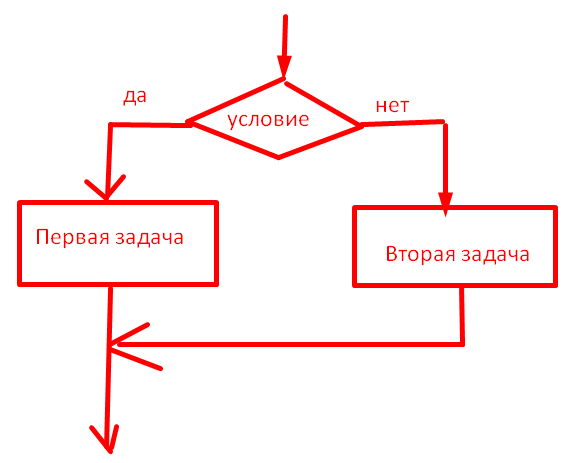 да
нет
условие
Первая задача
Вторая задача